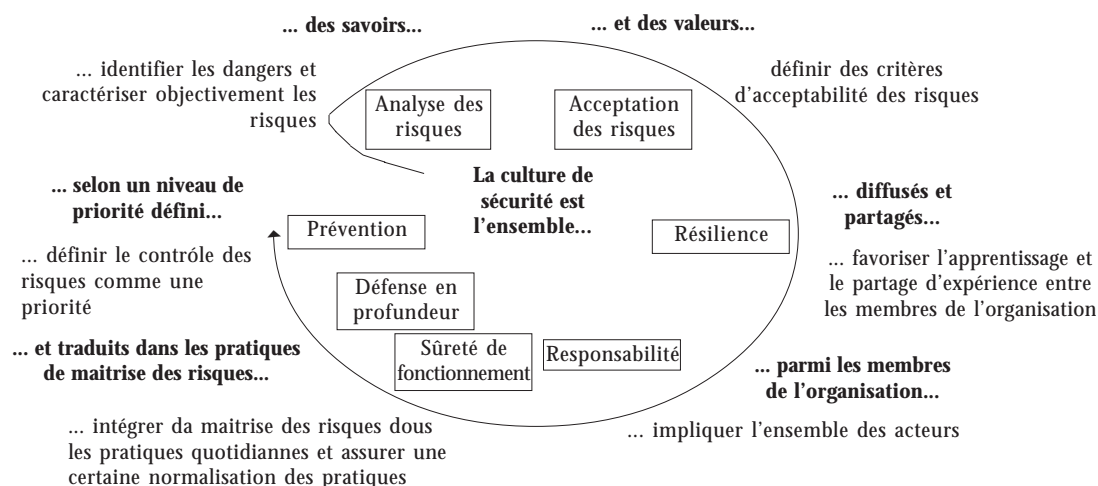 ... des savoirs...
... et des valeurs...
... identifier les dangers et
caractériser objectivement les
risques
Analyse des
risques
Acceptation
des risques
définir des critères
d'acceptabilité des risques
La culture de
sécurité est
l'ensemble...
... selon un niveau de
priorité défini...
Prévention
Résilience
... diffusés et
partagés...
... définir le contróle des
risques comme une
priorité
... favoriser l'apprentissage et
le partage d'expérience entre
les membres de l'organisation
Défense en
profondeur
... et traduits dans les pratiques
de maitrise des risques...
Sûreté de
fonctionnement
Responsabilité
... parmi les membres
de l'organisation...
... intégrer da maitrise des risques dous
les pratiques quotidiannes et assurer une
certaine normalisation des pratiques
... impliquer l'ensemble des acteurs